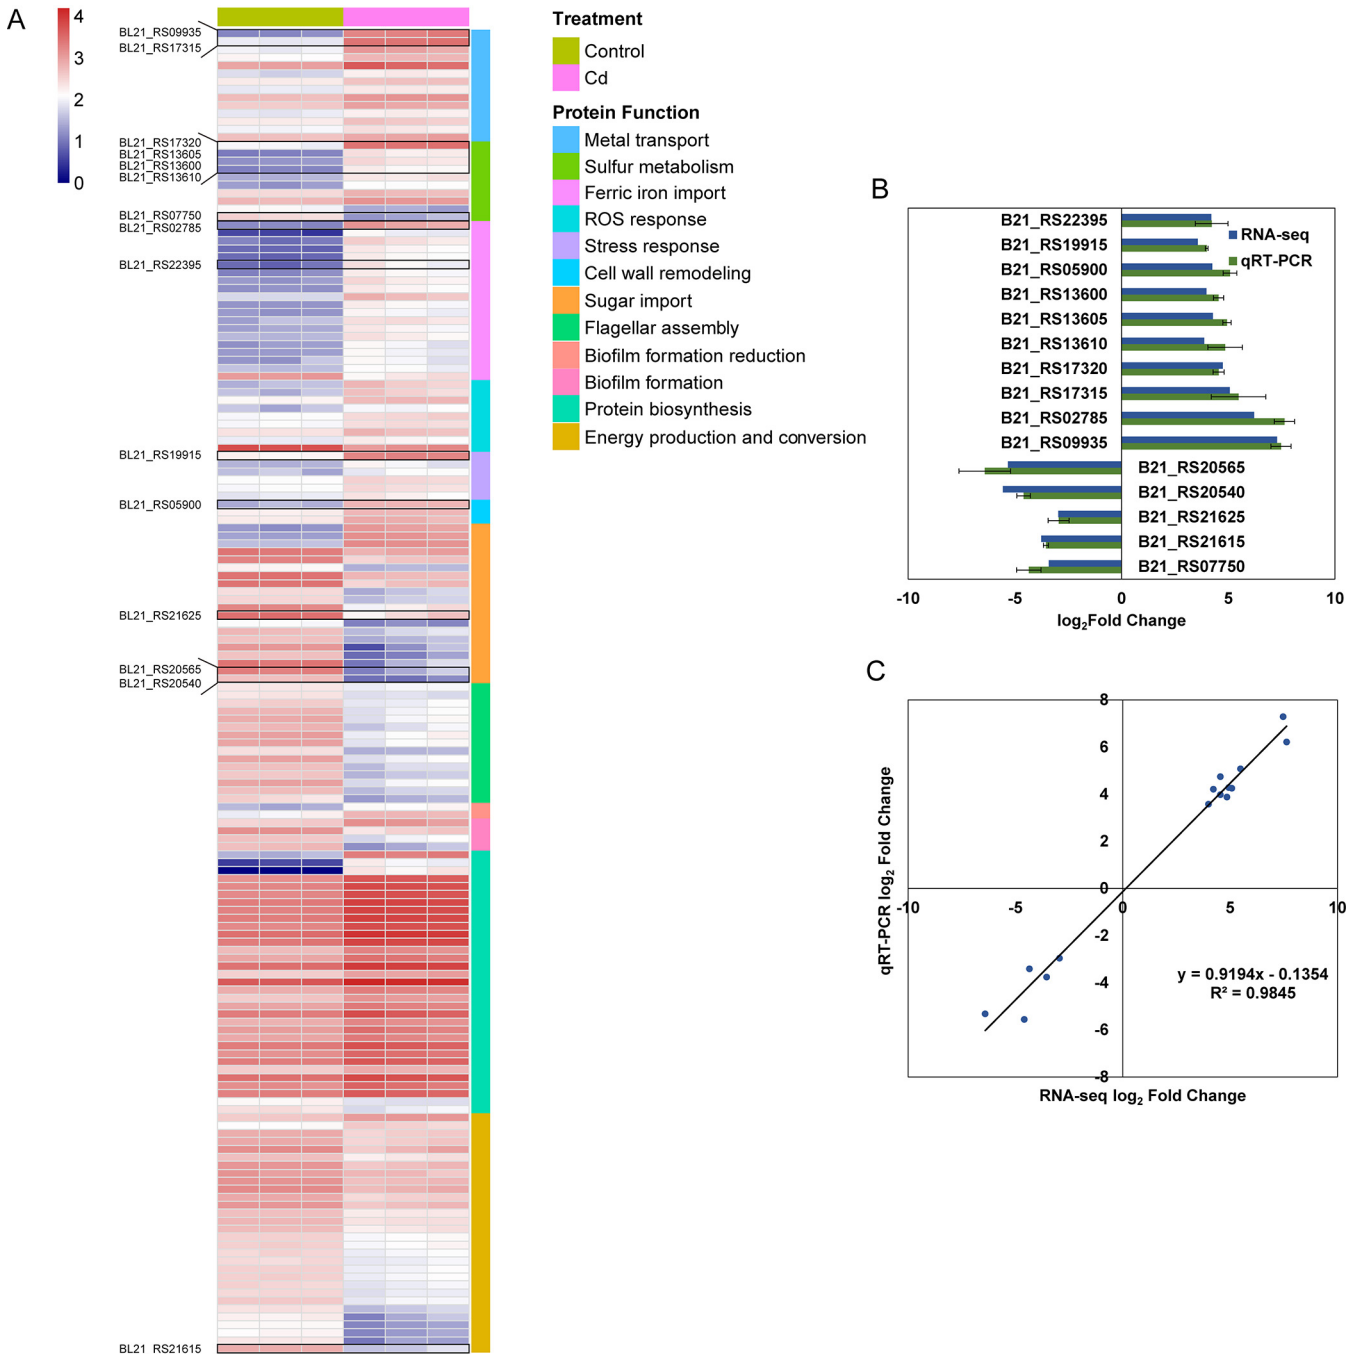 A
4
3
2
1
0
BL21_RS09935
BL21_RS17315
BL21_RS17320
BL21_RS13605
BL21_RS13600
BL21_RS13610
BL21_RS07750
BL21_RS02785
BL21_RS22395
BL21_RS19915
BL21_RS05900
BL21_RS21625
BL21_RS20565
BL21_RS20540
BL21_RS21615
Treatment
Control
Cd
Protein Function
Metal transport
Sulfur metabolism
Ferric iron import
ROS response
Stress response
Cell wall remodeling
Sugar import
Flagellar assembly
Biofilm formation reduction
Biofilm formation
Protein biosynthesis
Energy production and conversion
B
B21_RS22395
B21_RS19915
B21_RS05900
B21_RS13600
B21_RS13605
B21_RS13610
B21_RS17320
B21_RS17315
B21_RS02785
B21_RS09935
B21_RS20565
B21_RS20540
B21_RS21625
B21_RS21615
B21_RS07750
RNA-seq
qRT-PCR
-10 -5 0 5 10
log2Fold Change
C
qRT-PCR log2 Fold Change
8
6
4
2
0
-2
-4
-6
-8
-10 -5 0 5 10
y = 0.9194x - 0.1354
R² = 0.9845
RNA-seq log2 Fold Change